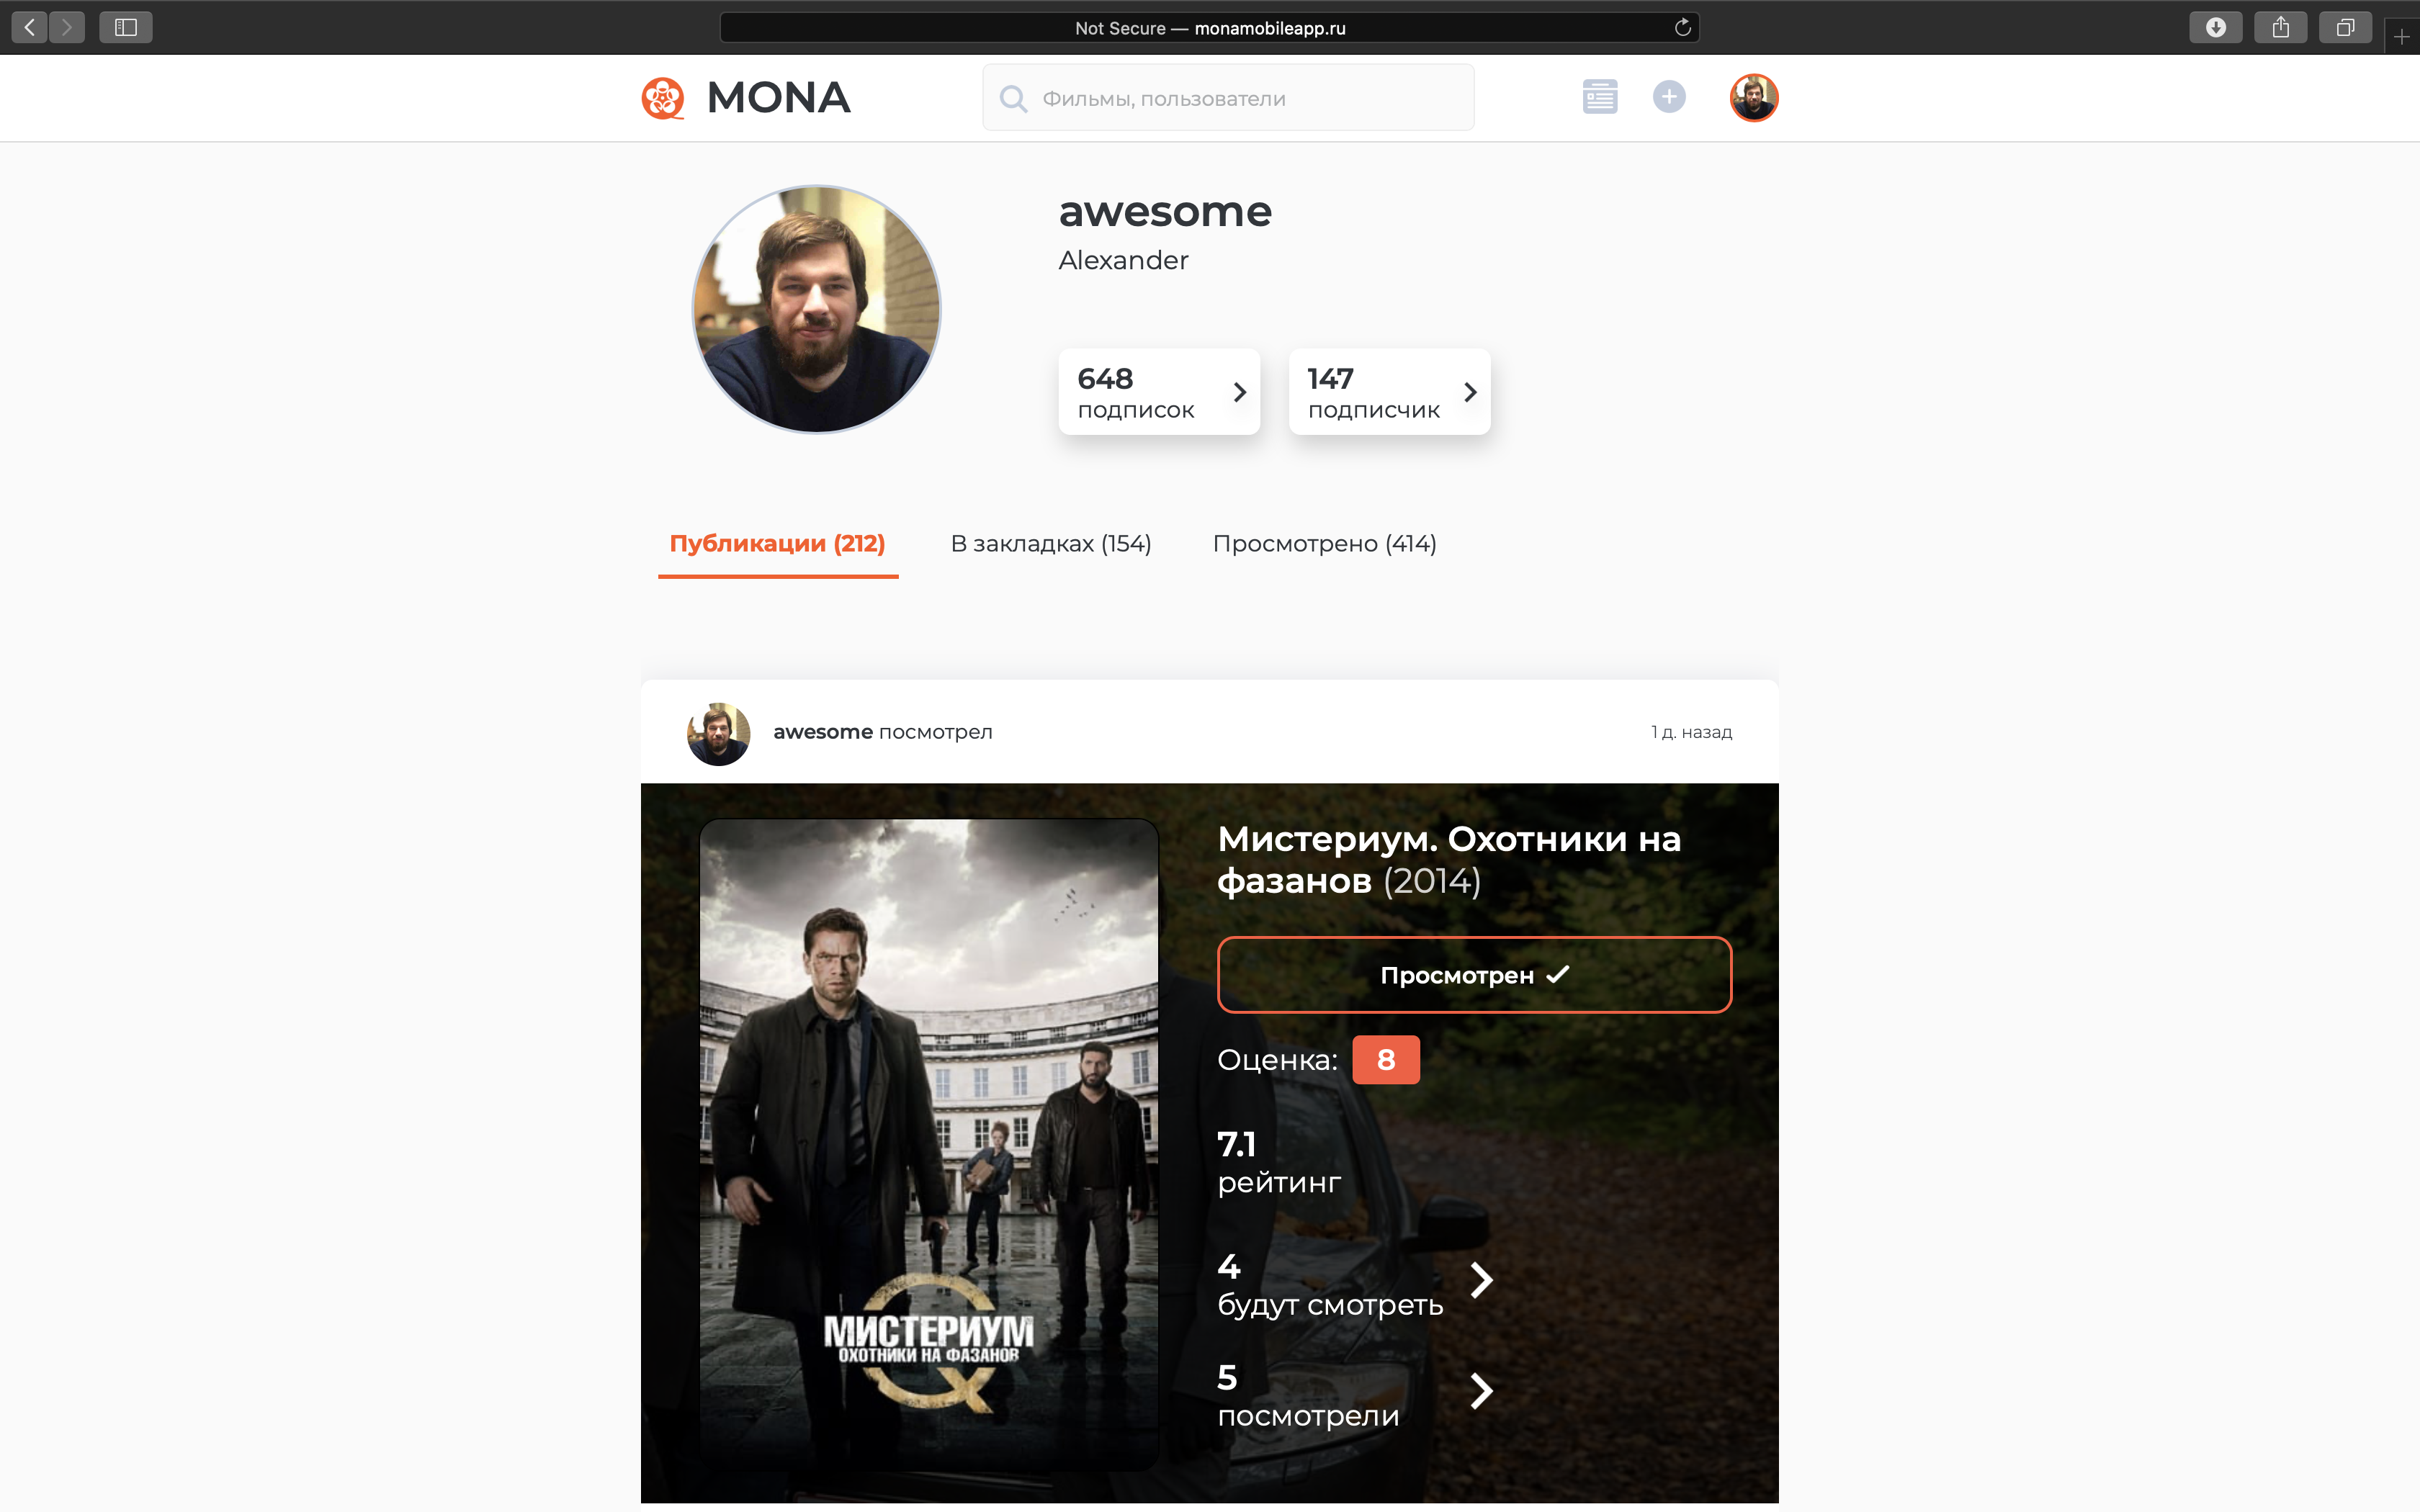 Not Secure — monamobileapp.ru
MONA
Фильмы, пользователи
awesome
Alexander
648
подписок
147
подписчик
Публикации (212)
В закладках (154)
Просмотрено (414)
awesome посмотрел
1 д. назад
Мистериум. Охотники на
фазанов (2014)
Просмотрен
Оценка: 8
7.1
рейтинг
4
будут смотреть
5
посмотрели
МИСТЕРИУМ
ОХОТНИКИ НА ФАЗАНОВ
Q